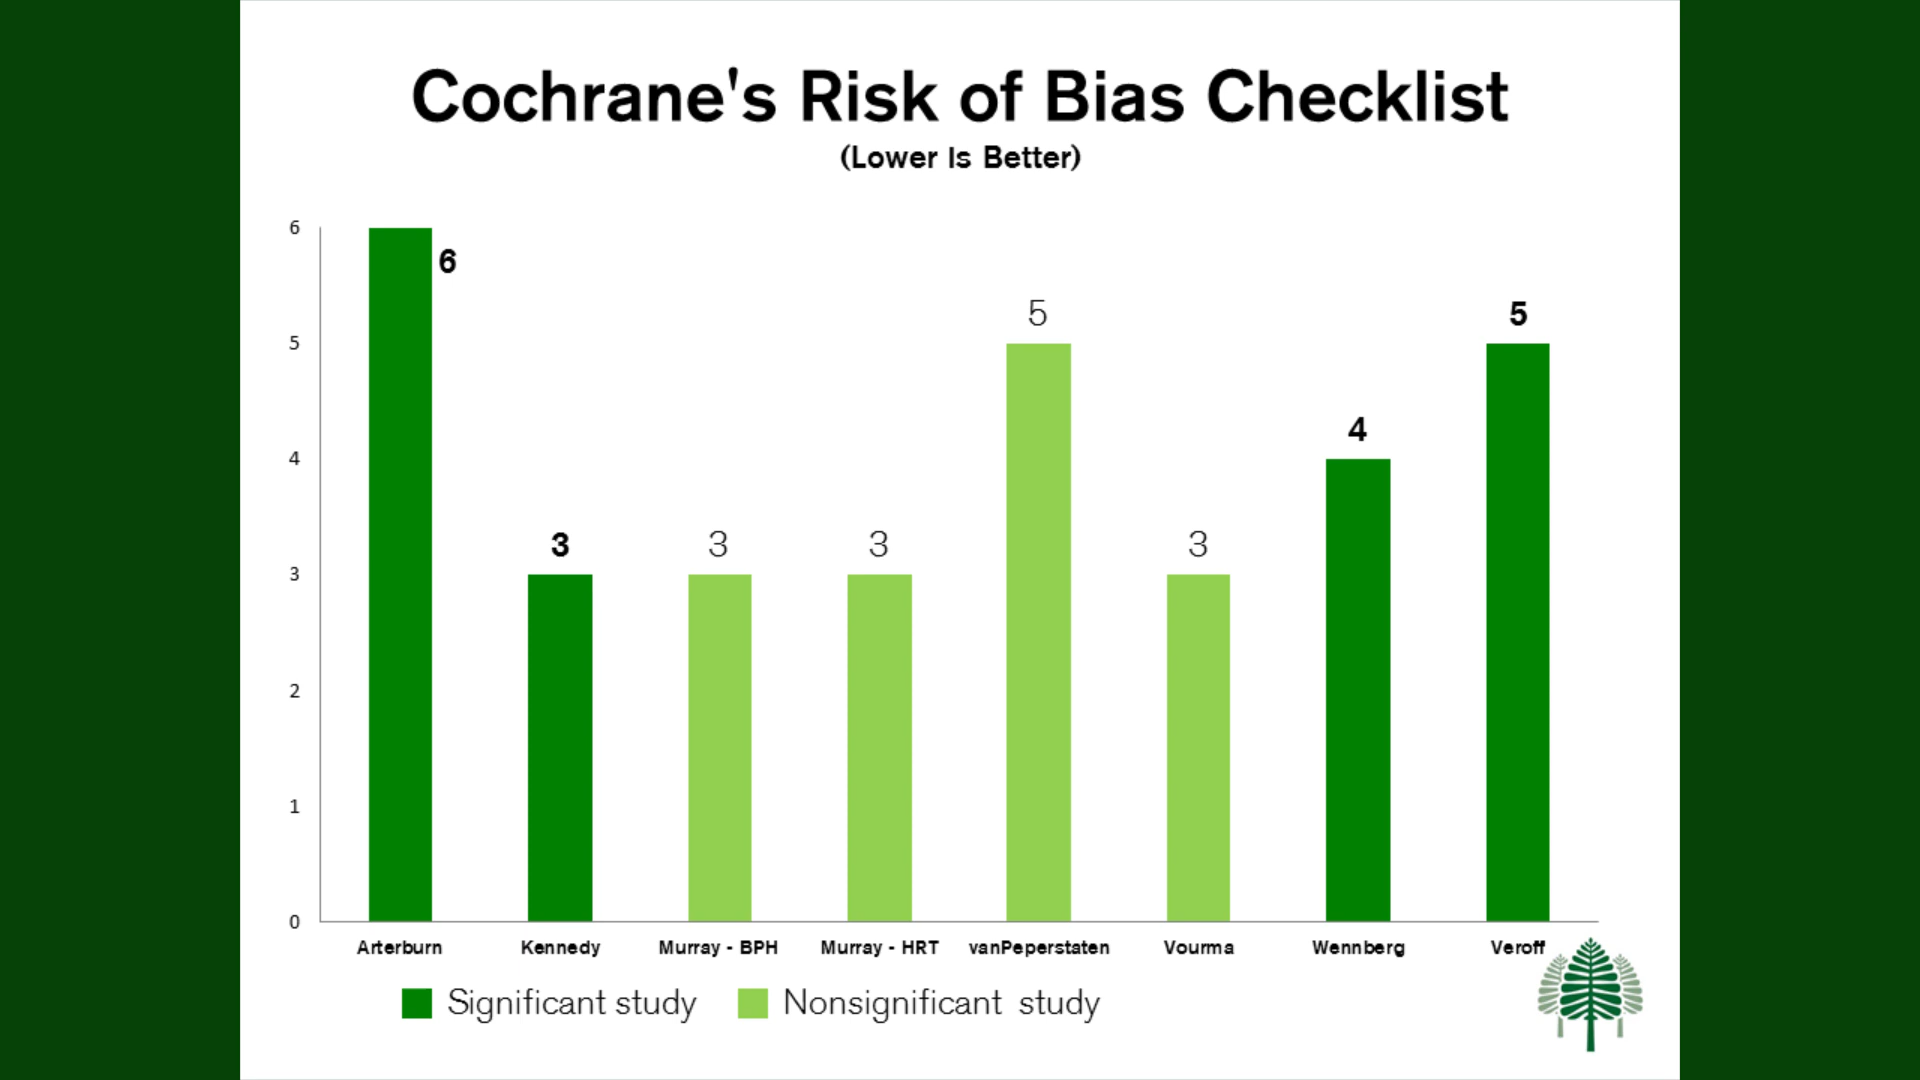 Cochrane's Risk of Bias Checklist
(Lower Is Better)
6
5
4
3
2
1
0
6
3
3
3
5
3
4
5
Arterburn
Kennedy
Murray - BPH
Murray - HRT
vanPeperstaten
Vourma
Wennberg
Veroff
Significant study
Nonsignificant study